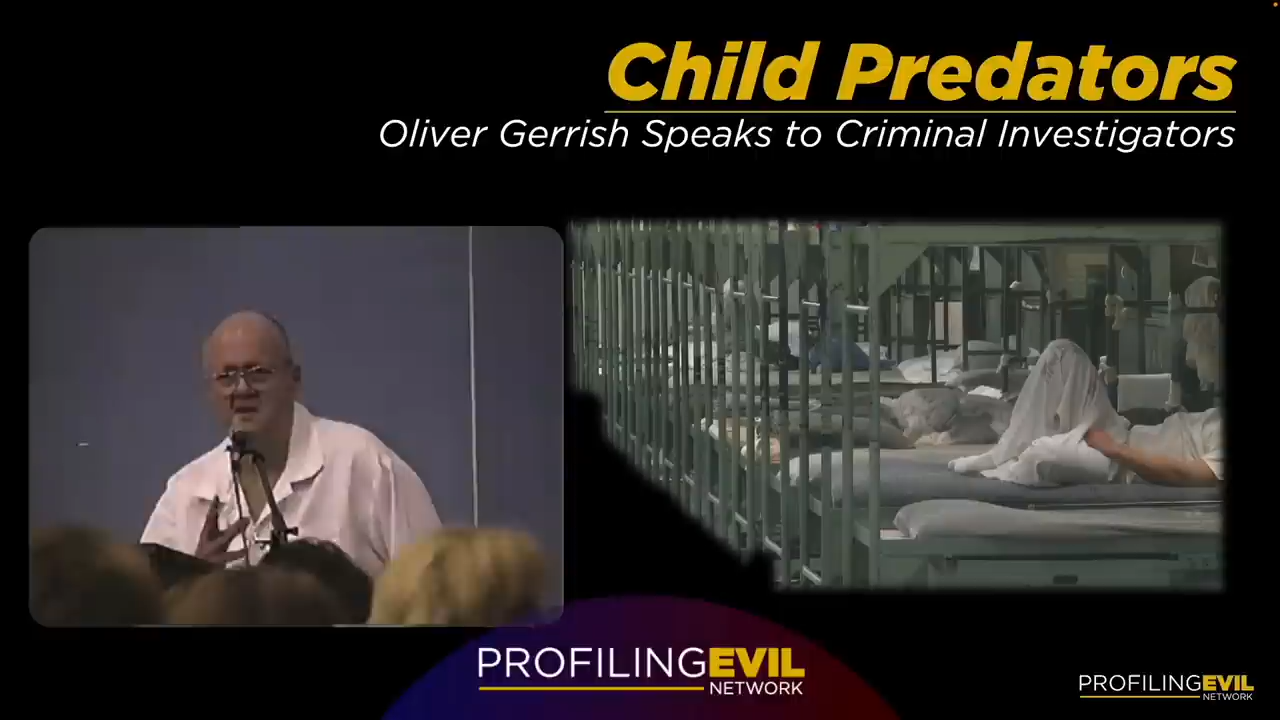 Child Predators
Oliver Gerrish Speaks to Criminal Investigators
PROFILINGEVIL
NETWORK
PROFILINGEVIL
NETWORK